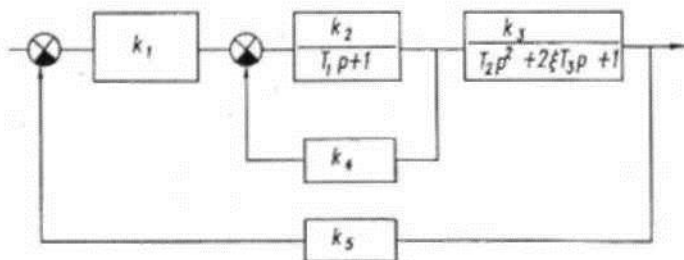 k₁
k₂
T₁p+1
k₃
T₂p²+2ξT₃p+1
k₄
k₅